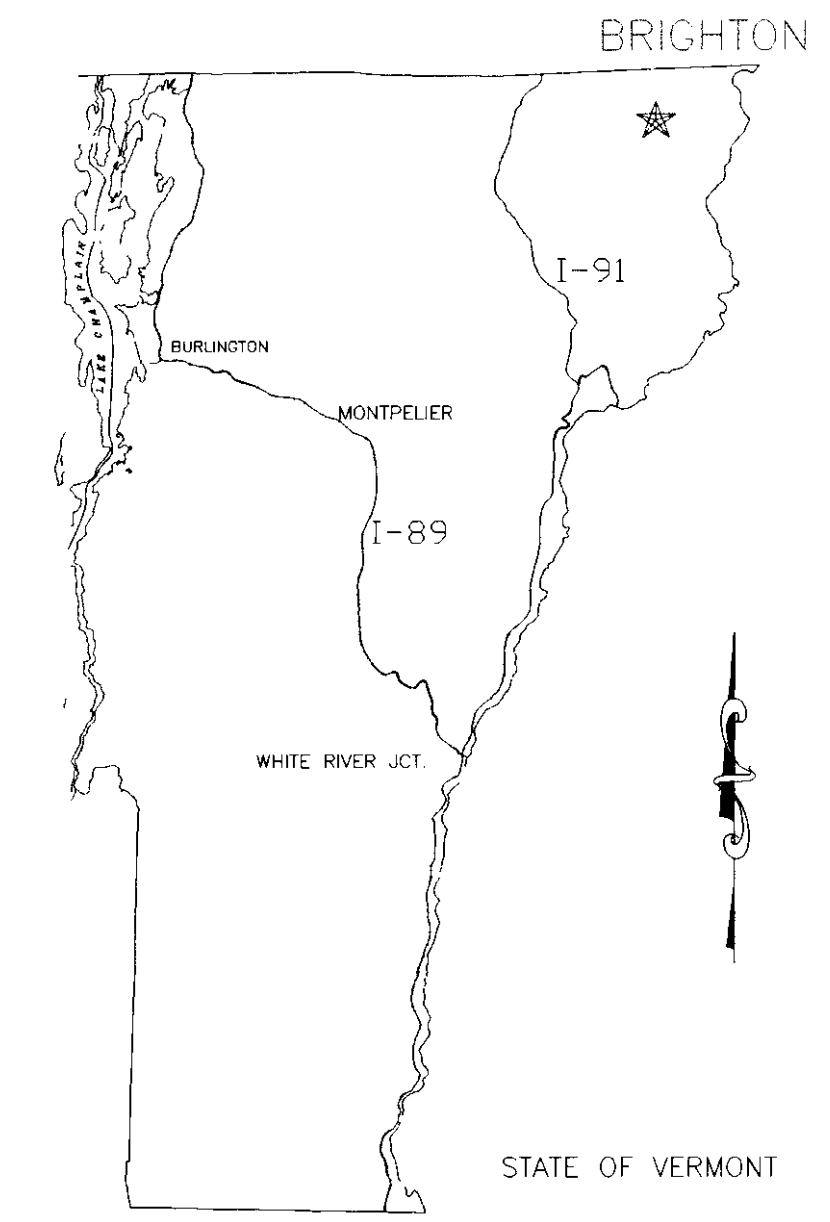 BRIGHTON
LAKE CHAMPLAIN
I-91
BURLINGTON
MONTPELIER
I-89
WHITE RIVER JCT.
STATE OF VERMONT